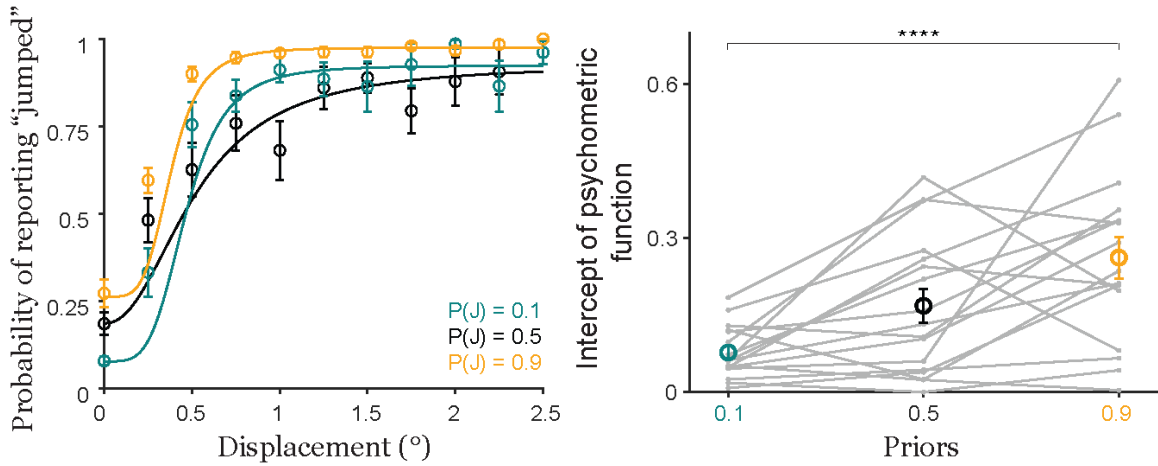 Probability of reporting “jumped”
1
0.75
0.5
0.25
0
P(J) = 0.1
P(J) = 0.5
P(J) = 0.9
0 0.5 1 1.5 2 2.5
Displacement (°)
Intercept of psychometric
function
****
0.6
0.3
0
0.1 0.5 0.9
Priors